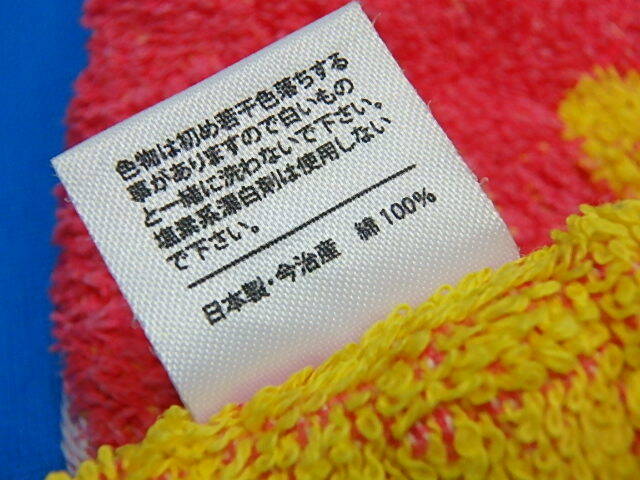 色物は初め若干色落ちする
事がありますので白いもの
と一緒に洗わないで下さい。
塩素系漂白剤は使用しない
で下さい。
日本製・今治産　綿100%